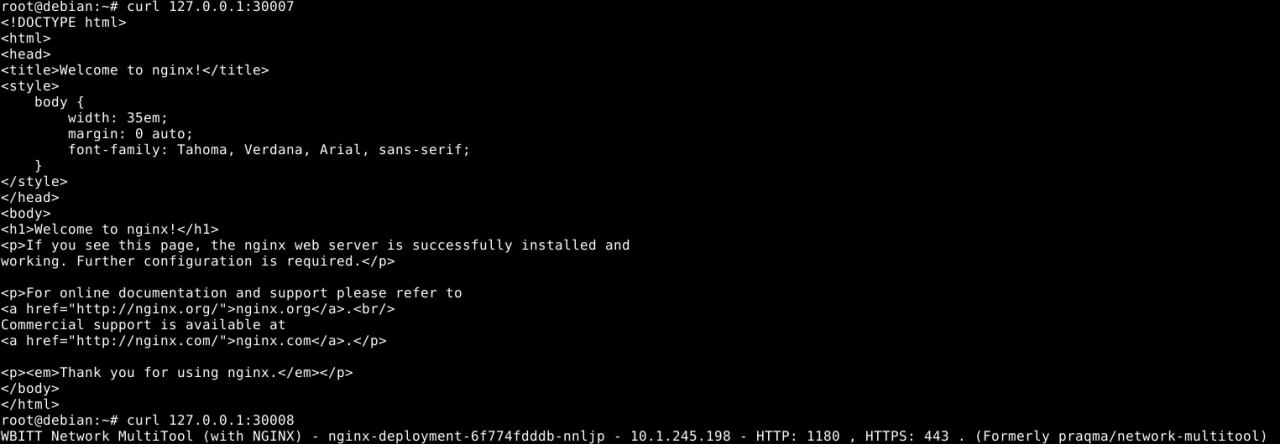 root@debian:~# curl 127.0.0.1:30007
<!DOCTYPE html>
<html>
<head>
<title>Welcome to nginx!</title>
<style>
    body {
        width: 35em;
        margin: 0 auto;
        font-family: Tahoma, Verdana, Arial, sans-serif;
    }
</style>
</head>
<body>
<h1>Welcome to nginx!</h1>
<p>If you see this page, the nginx web server is successfully installed and
working. Further configuration is required.</p>

<p>For online documentation and support please refer to
<a href="http://nginx.org/">nginx.org</a>.<br/>
Commercial support is available at
<a href="http://nginx.com/">nginx.com</a>.</p>

<p><em>Thank you for using nginx.</em></p>
</body>
</html>
root@debian:~# curl 127.0.0.1:30008
WBITT Network MultiTool (with NGINX) - nginx-deployment-6f774fdddb-nnljp - 10.1.245.198 - HTTP: 1180 , HTTPS: 443 . (Formerly praqma/network-multitool)